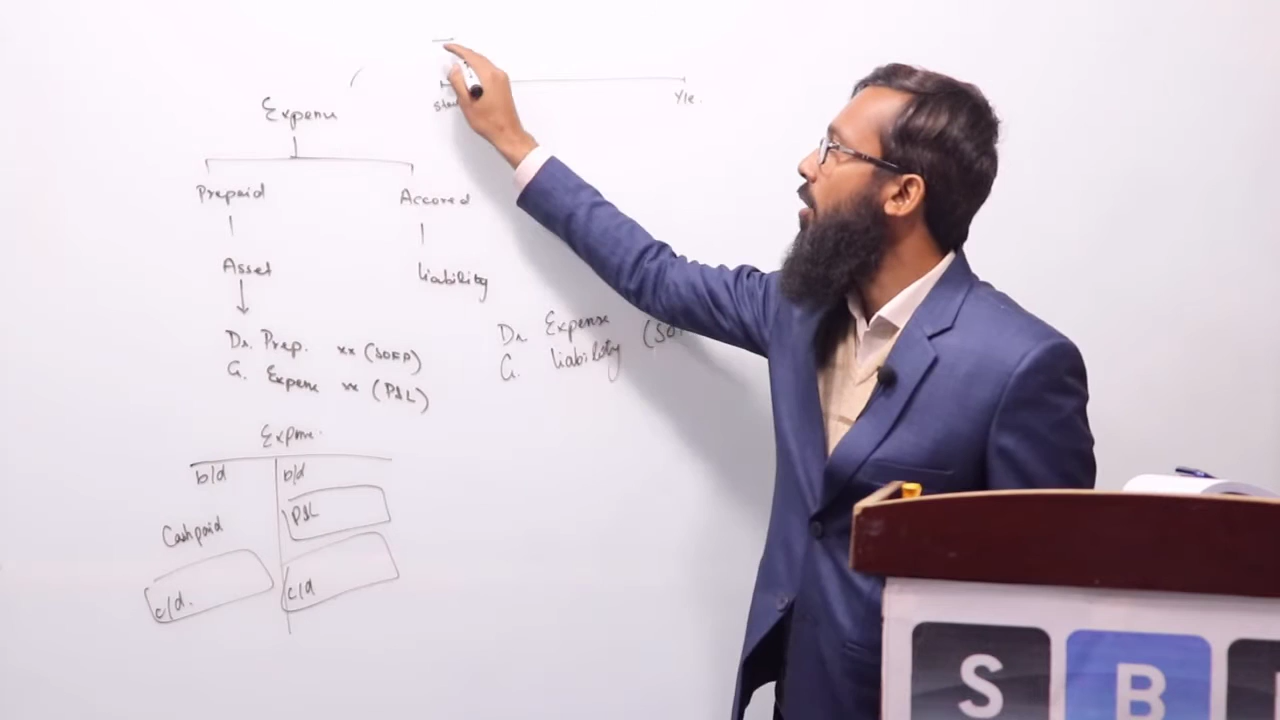 Y/e.
Expense
Prepaid Accrued
Asset
liability
Dr. Prep. xx (SOFP)
Cr. Expense xx (P&L)
Dr. Expense
Cr. liability
Expense.
b/d b/d
P&L
Cash paid
c/d. c/d
S B